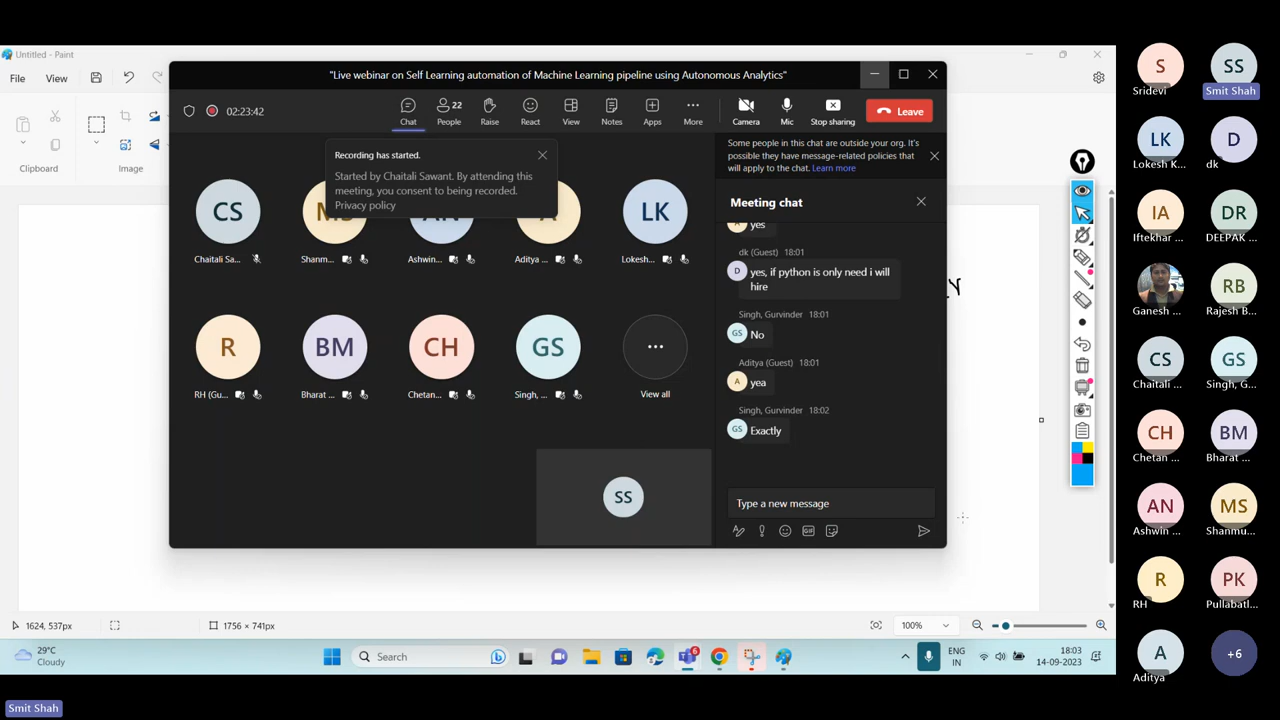 Untitled - Paint
File
View
Clipboard
Image
"Live webinar on Self Learning automation of Machine Learning pipeline using Autonomous Analytics"
02:23:42
Chat
22
People
Raise
React
View
Notes
Apps
More
Camera
Mic
Stop sharing
Leave
Recording has started.
Started by Chaitali Sawant. By attending this
meeting, you consent to being recorded.
Privacy policy
CS
Chaitali Sa...
MS
Shanm...
AN
Ashwin...
A
Aditya ...
LK
Lokesh...
R
RH (Gu...
BM
Bharat ...
CH
Chetan...
GS
Singh, ...
...
View all
SS
Some people in this chat are outside your org. It's
possible they have message-related policies that
will apply to the chat. Learn more
Meeting chat
A
yes
dk (Guest) 18:01
D
yes, if python is only need i will
hire
Singh, Gurvinder 18:01
GS
No
Aditya (Guest) 18:01
A
yea
Singh, Gurvinder 18:02
GS
Exactly
Type a new message
GIF
1624, 537px
1756 × 741px
100%
29°C
Cloudy
Search
6
ENG
IN
18:03
14-09-2023
S
Sridevi
SS
Smit Shah
LK
Lokesh K...
D
dk
IA
Iftekhar ...
DR
DEEPAK ...
Ganesh ...
RB
Rajesh B...
CS
Chaitali ...
GS
Singh, G...
CH
Chetan ...
BM
Bharat ...
AN
Ashwin ...
MS
Shanmu...
R
RH
PK
Pullabatl...
A
Aditya
+6
Smit Shah